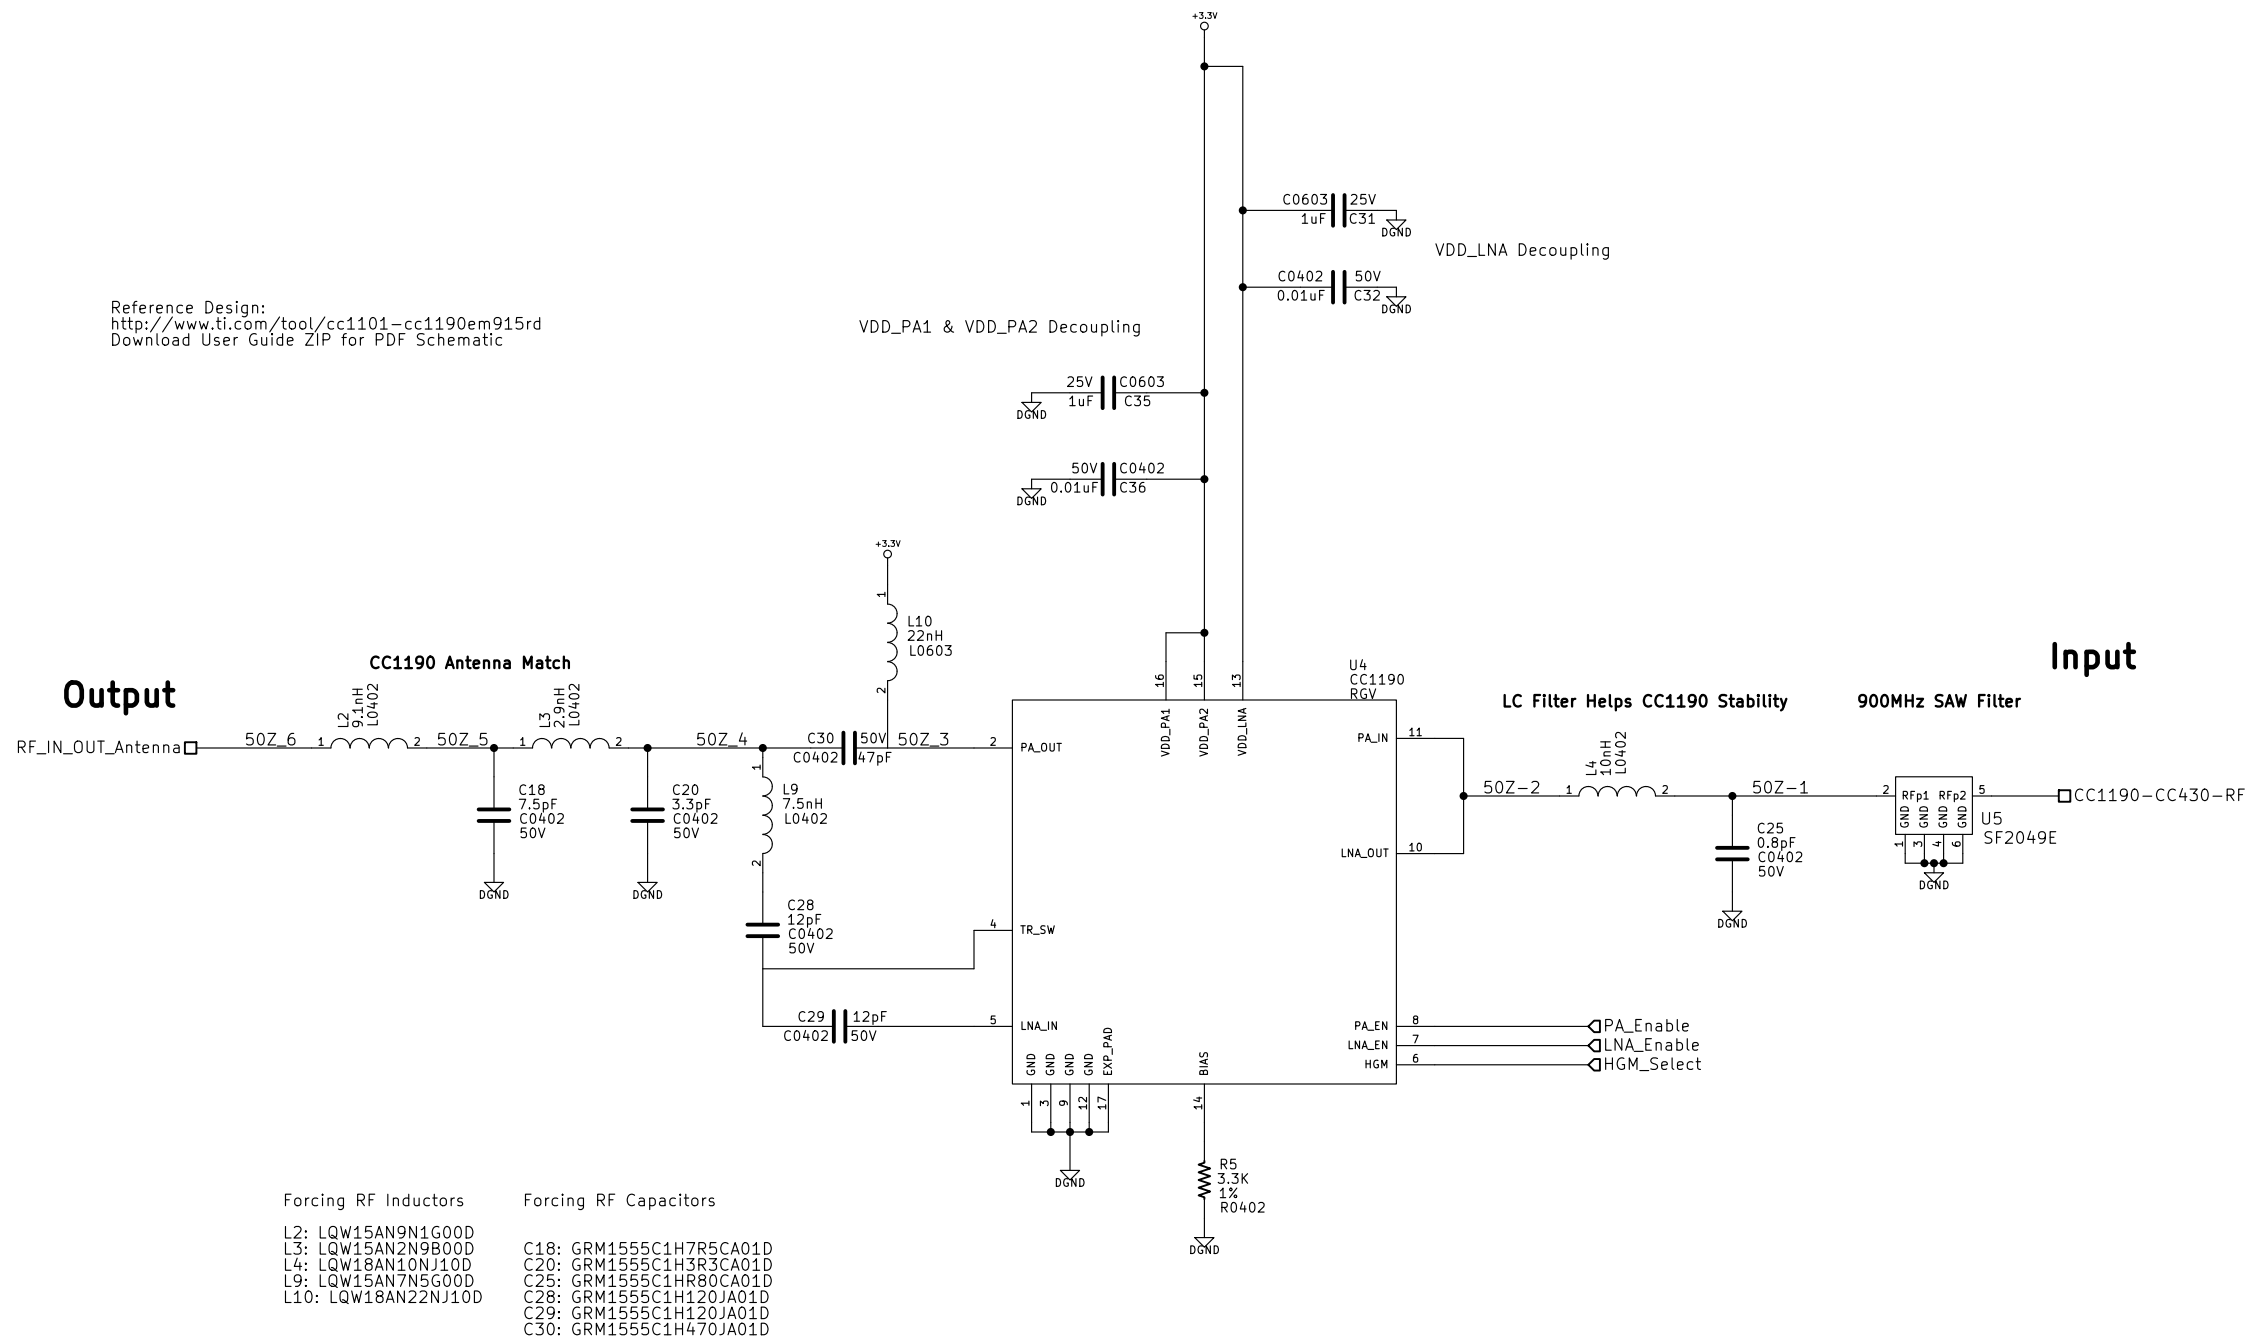 +3.3V
C0603 25V
1uF C31
DGND
VDD_LNA Decoupling
C0402 50V
0.01uF C32
DGND
Reference Design:
http://www.ti.com/tool/cc1101-cc1190em915rd
Download User Guide ZIP for PDF Schematic
VDD_PA1 & VDD_PA2 Decoupling
25V C0603
1uF C35
DGND
50V C0402
0.01uF C36
DGND
+3.3V
1
L10
22nH
L0603
2
CC1190 Antenna Match
Output
Input
L2
9.1nH
L0402
L3
2.9nH
L0402
RF_IN_OUT_Antenna
50Z_6
1
2
50Z_5
1
2
50Z_4
C30 50V
C0402 47pF
50Z_3
2
PA_OUT
16
15
13
VDD_PA1
VDD_PA2
VDD_LNA
U4
CC1190
RGV
LC Filter Helps CC1190 Stability
900MHz SAW Filter
PA_IN
11
L4
10nH
L0402
50Z-2
1
2
50Z-1
2
RFp1 RFp2
5
CC1190-CC430-RF
GND
GND
GND
GND
U5
SF2049E
1
3
4
6
DGND
LNA_OUT
10
C25
0.8pF
C0402
50V
DGND
C18
7.5pF
C0402
50V
DGND
C20
3.3pF
C0402
50V
DGND
1
L9
7.5nH
L0402
2
C28
12pF
C0402
50V
4
TR_SW
C29 12pF
C0402 50V
5
LNA_IN
PA_EN
8
PA_Enable
LNA_EN
7
LNA_Enable
HGM
6
HGM_Select
GND
GND
GND
GND
EXP_PAD
BIAS
1
3
9
12
17
14
DGND
R5
3.3K
1%
R0402
DGND
Forcing RF Inductors
L2: LQW15AN9N1G00D
L3: LQW15AN2N9B00D
L4: LQW18AN10NJ10D
L9: LQW15AN7N5G00D
L10: LQW18AN22NJ10D
Forcing RF Capacitors
C18: GRM1555C1H7R5CA01D
C20: GRM1555C1H3R3CA01D
C25: GRM1555C1HR80CA01D
C28: GRM1555C1H120JA01D
C29: GRM1555C1H120JA01D
C30: GRM1555C1H470JA01D